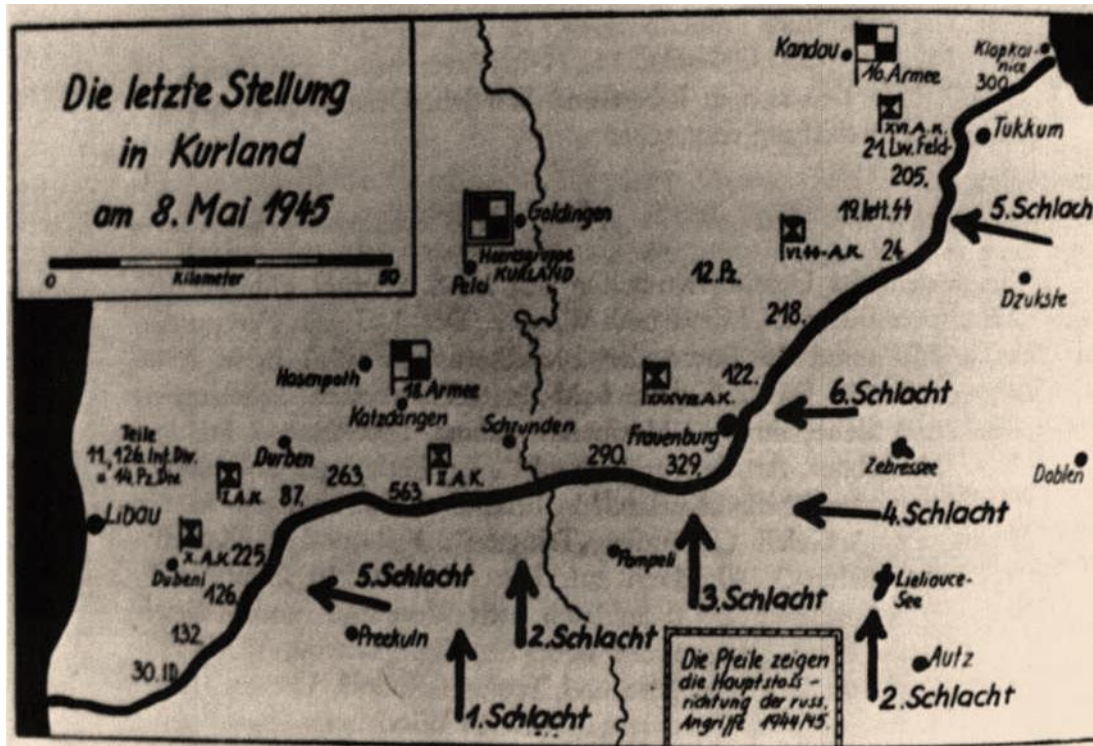 Die letzte Stellung
in Kurland
am 8. Mai 1945
0 Kilometer 50
Kandau
16. Armee
Klapkal-
nice
300.
XVI. A.K.
21. Lw. Feld-
Tukkum
205.
19. lett. SS
5. Schlach
VI. SS-A.K.
24.
Goldingen
Heeresgruppe
KURLAND
Pelci
12. Pz.
Dzukste
218.
Hasenpoth
18. Armee
Katzdangen
122.
XXXVIII. A.K.
6. Schlacht
Schrunden
Frauenburg
Teile
11., 126. Inf. Div.
14. Pz. Div.
Durben
II. A.K.
290.
329.
Zebressee
Doblen
I. A.K.
263.
87.
563.
Libau
4. Schlacht
X. A.K.
225.
Dubeni
Pampeli
5. Schlacht
126.
3. Schlacht
See
Preekuln
2. Schlacht
132.
30. ID
Die Pfeile zeigen
die Hauptstoß-
richtung der russ.
Angriffe 1944/45.
Autz
2. Schlacht
1. Schlacht